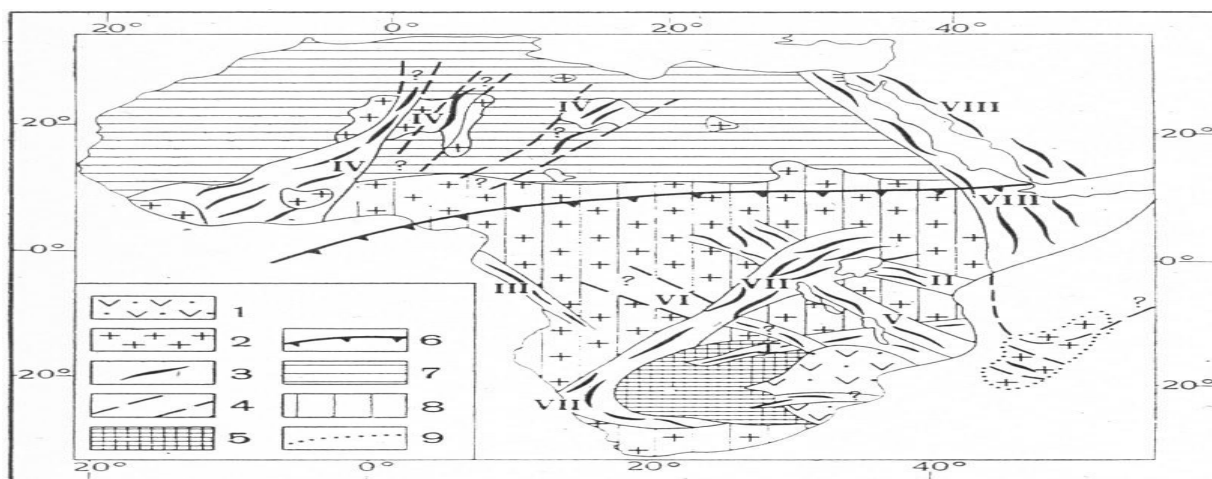 20° 0° 20° 40°
? ?
IV IV VIII
20° 20°
IV ?
?
?
VIII
0° 0°
II
III ? VII
VI
V ?
1 ?
2 6 I
20°
3 7 VII ? 20°
4 8
5 9
20° 0° 20° 40°